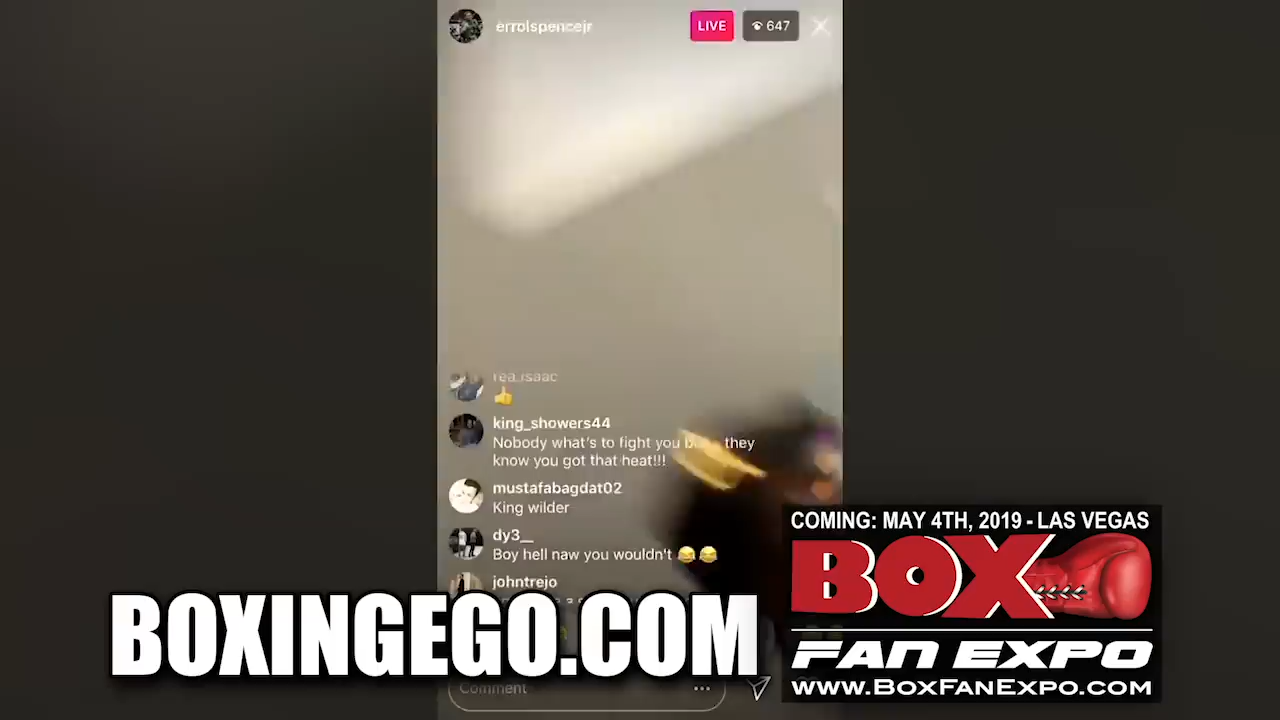 errolspencejr
LIVE
647
rea_isaac
👍
king_showers44
Nobody what's to fight you they
know you got that heat!!!
mustafabagdat02
King wilder
dy3__
Boy hell naw you wouldn't 😂😂
johntrejo
COMING: MAY 4TH, 2019 - LAS VEGAS
BOX
FAN EXPO
www.BoxFanExpo.com
BOXINGEGO.COM
Comment